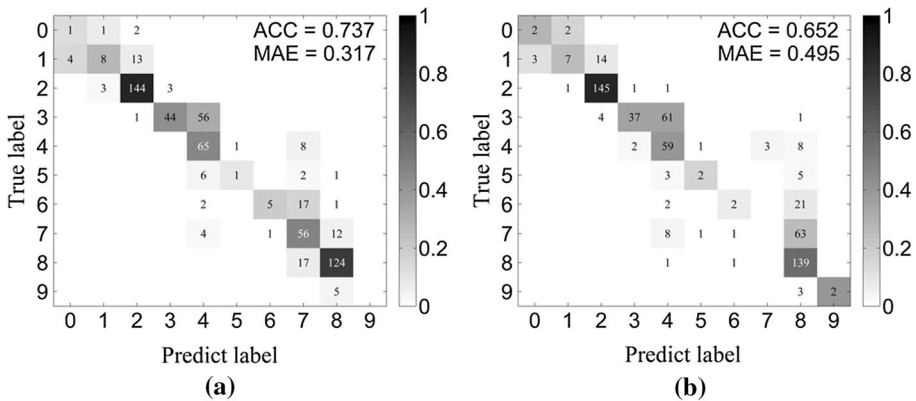 ACC = 0.737
MAE = 0.317
True label
0 1 1 2
1 4 8 13
2 3 144 3
3 1 44 56
4 65 1 8
5 6 1 2 1
6 2 5 17 1
7 4 1 56 12
8 17 124
9 5
0 1 2 3 4 5 6 7 8 9
Predict label
1
0.8
0.6
0.4
0.2
0
(a)
ACC = 0.652
MAE = 0.495
True label
0 2 2
1 3 7 14
2 1 145 1 1
3 4 37 61 1
4 2 59 1 3 8
5 3 2 5
6 2 2 21
7 8 1 1 63
8 1 1 139
9 3 2
0 1 2 3 4 5 6 7 8 9
Predict label
1
0.8
0.6
0.4
0.2
0
(b)